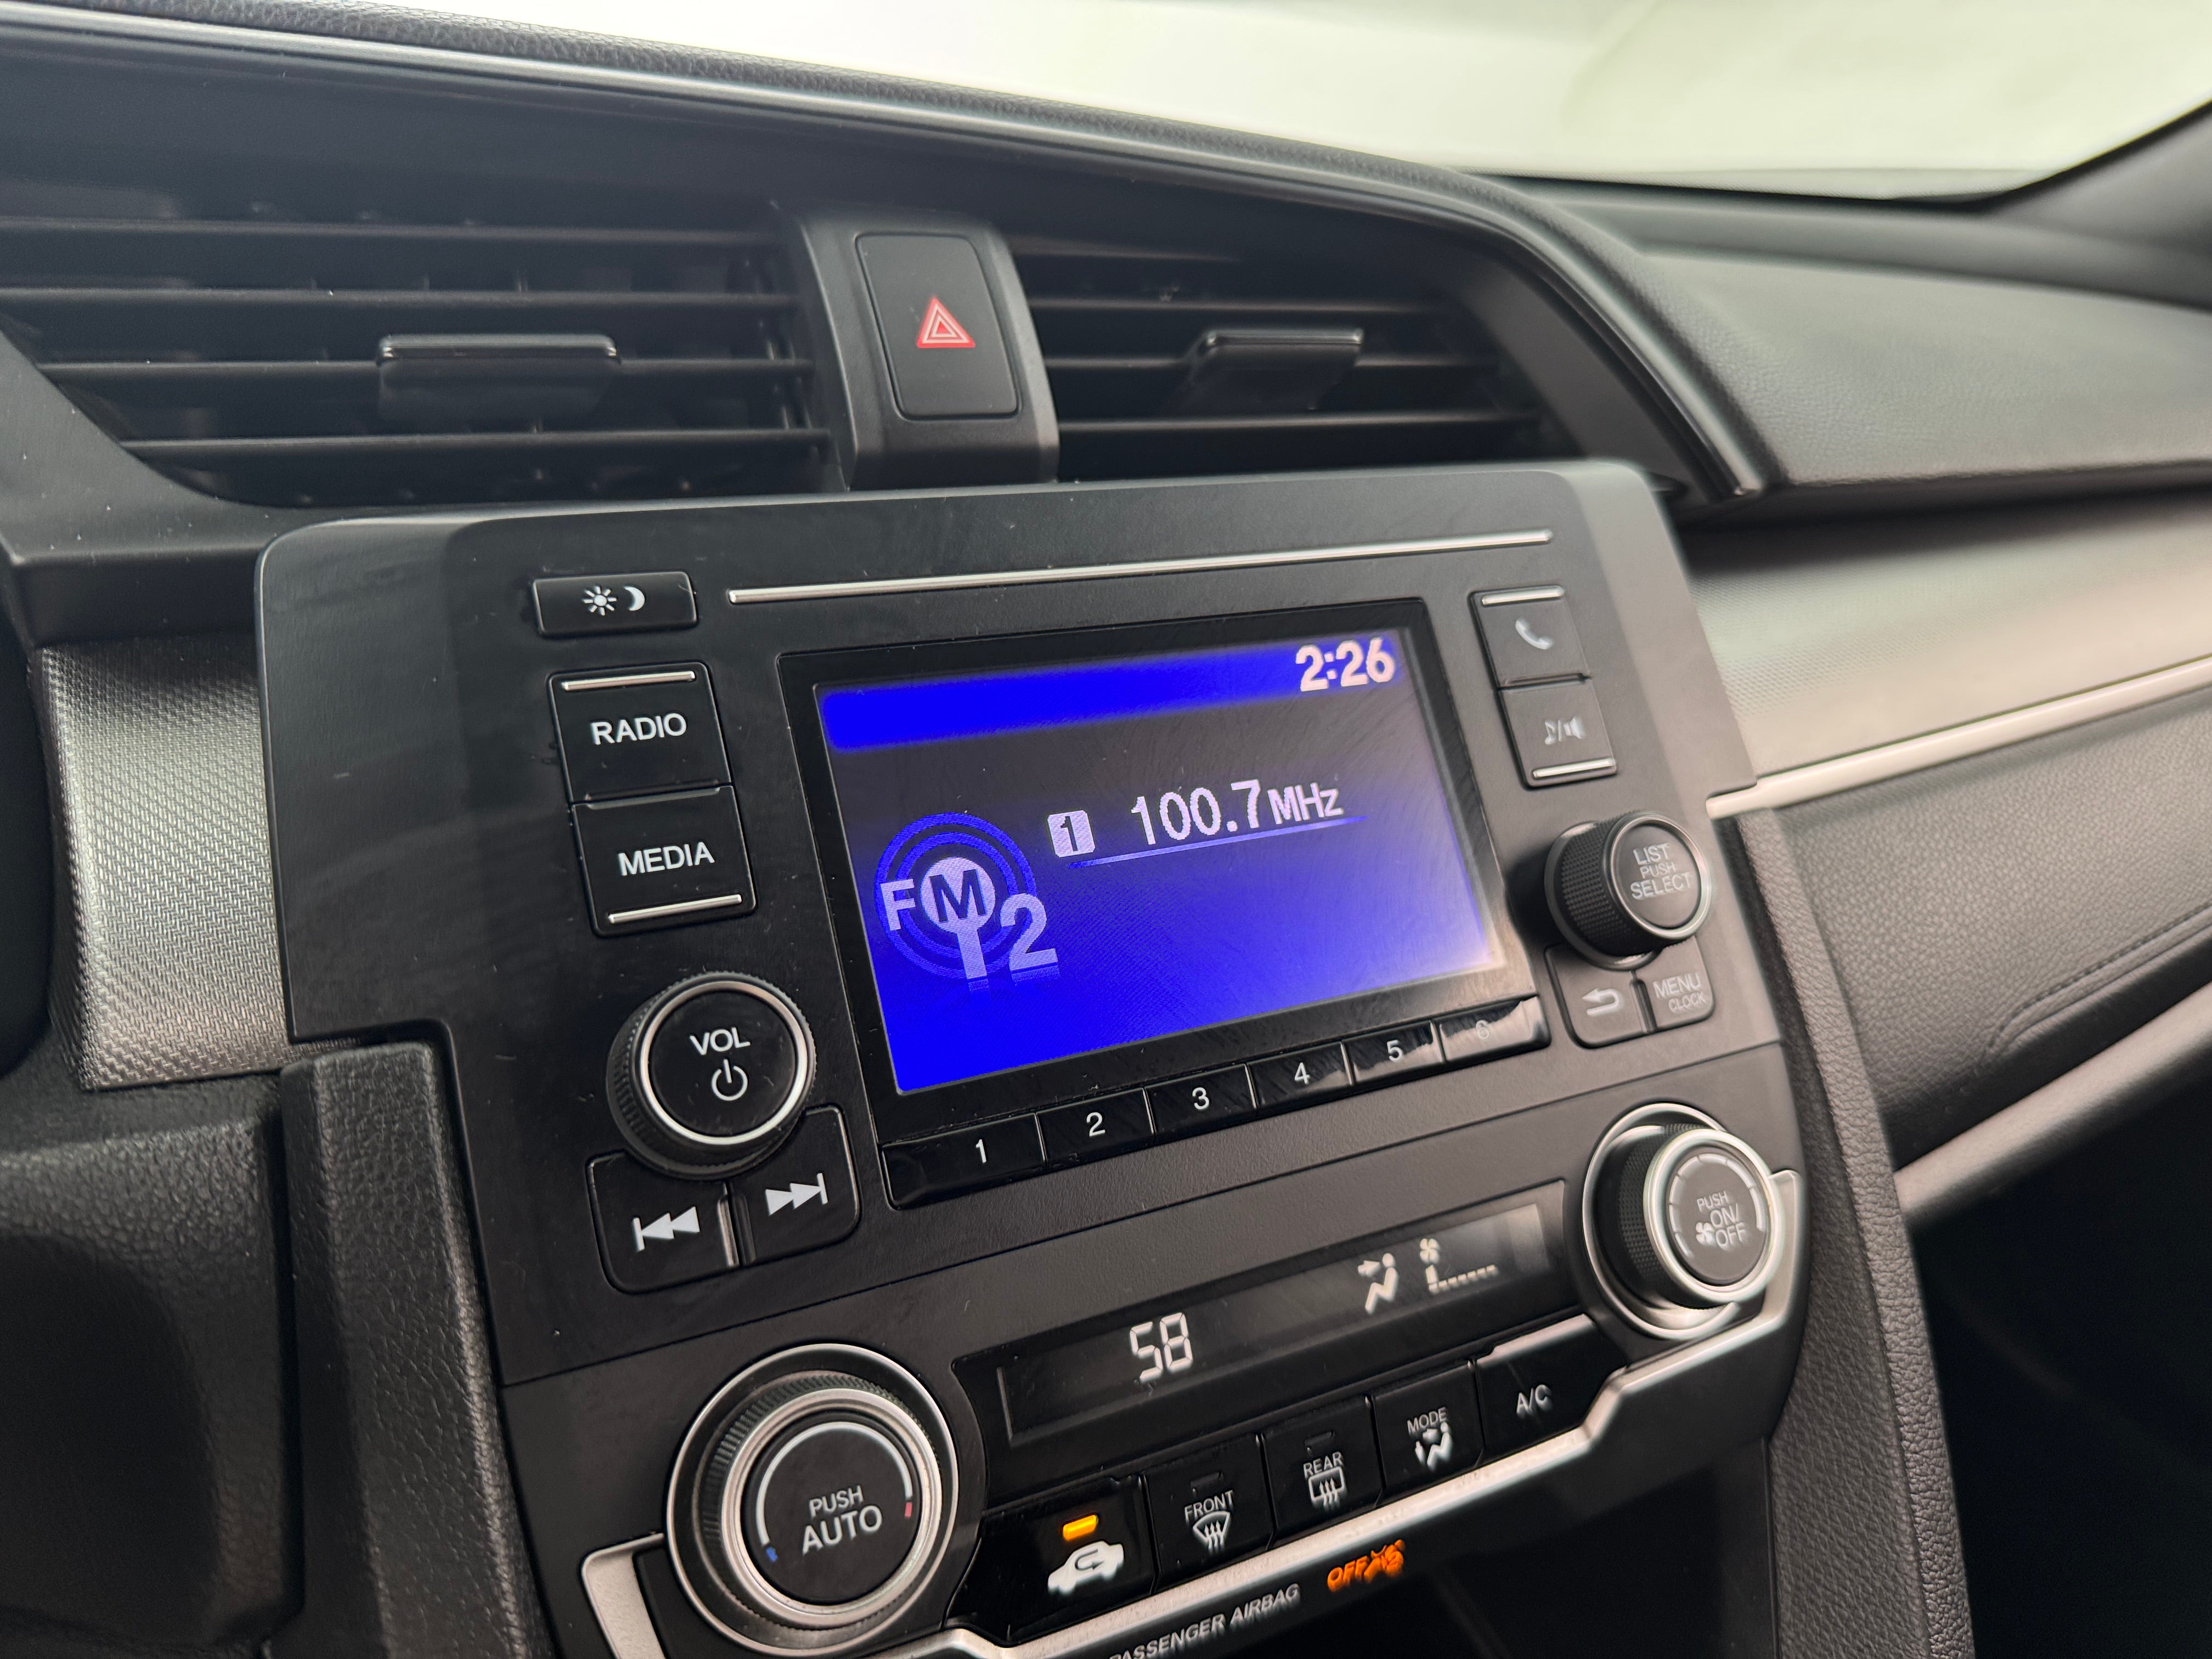 2:26
RADIO
MEDIA
1 100.7MHz
FM2
LIST
PUSH
SELECT
MENU
CLOCK
VOL
1 2 3 4 5 6
PUSH
ON/
OFF
58
PUSH
AUTO
FRONT
REAR
MODE
A/C
PASSENGER AIRBAG OFF